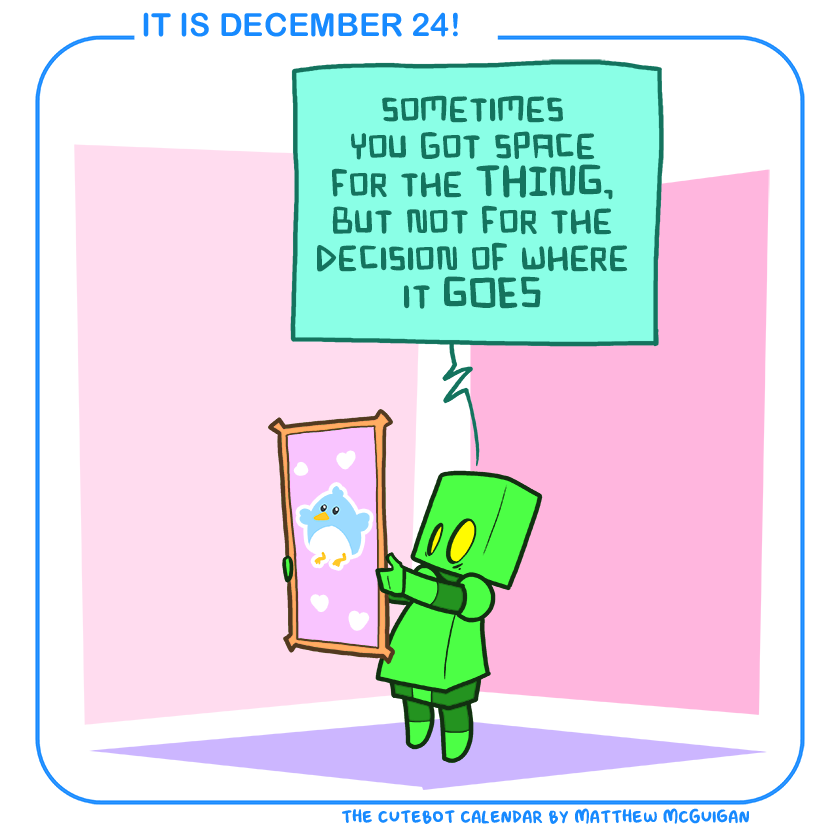 IT IS DECEMBER 24!
SOMETIMES
YOU GOT SPACE
FOR THE THING,
BUT NOT FOR THE
DECISION OF WHERE
IT GOES
THE CUTEBOT CALENDAR BY MATTHEW MCGUIGAN